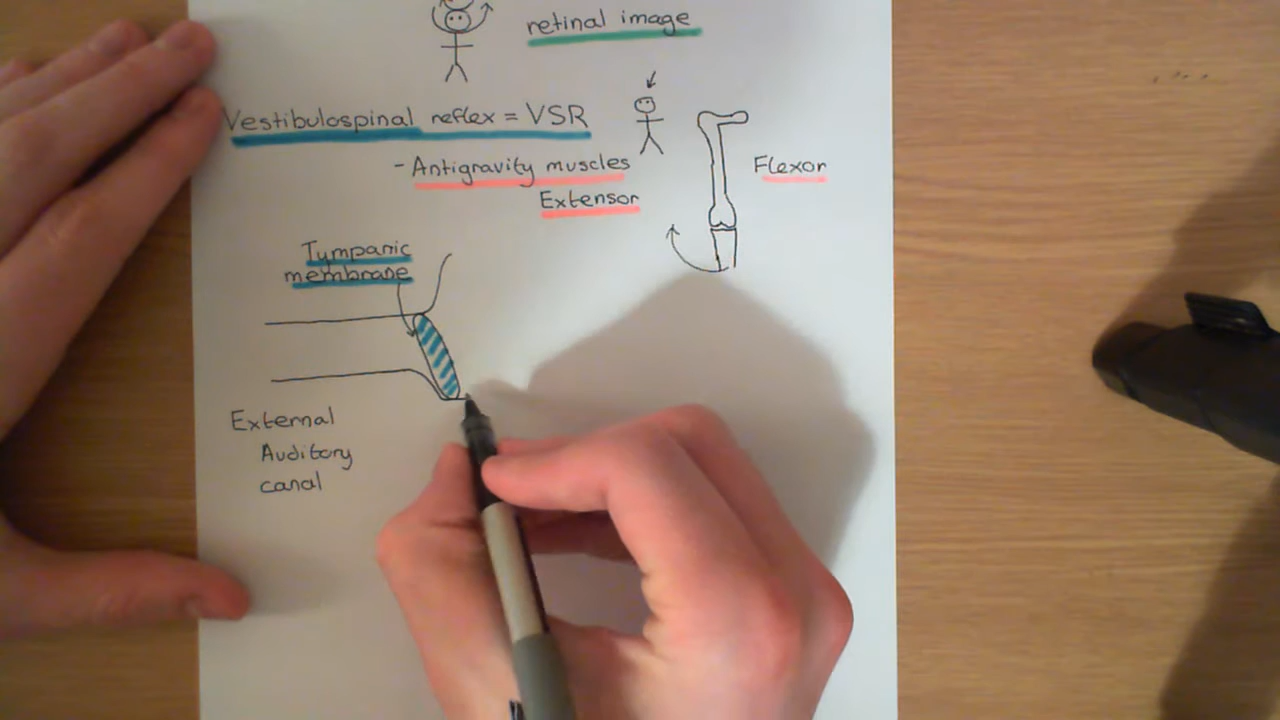 retinal image
Vestibulospinal reflex = VSR
- Antigravity muscles
Extensor
Flexor
Tympanic
membrane
External
Auditory
canal